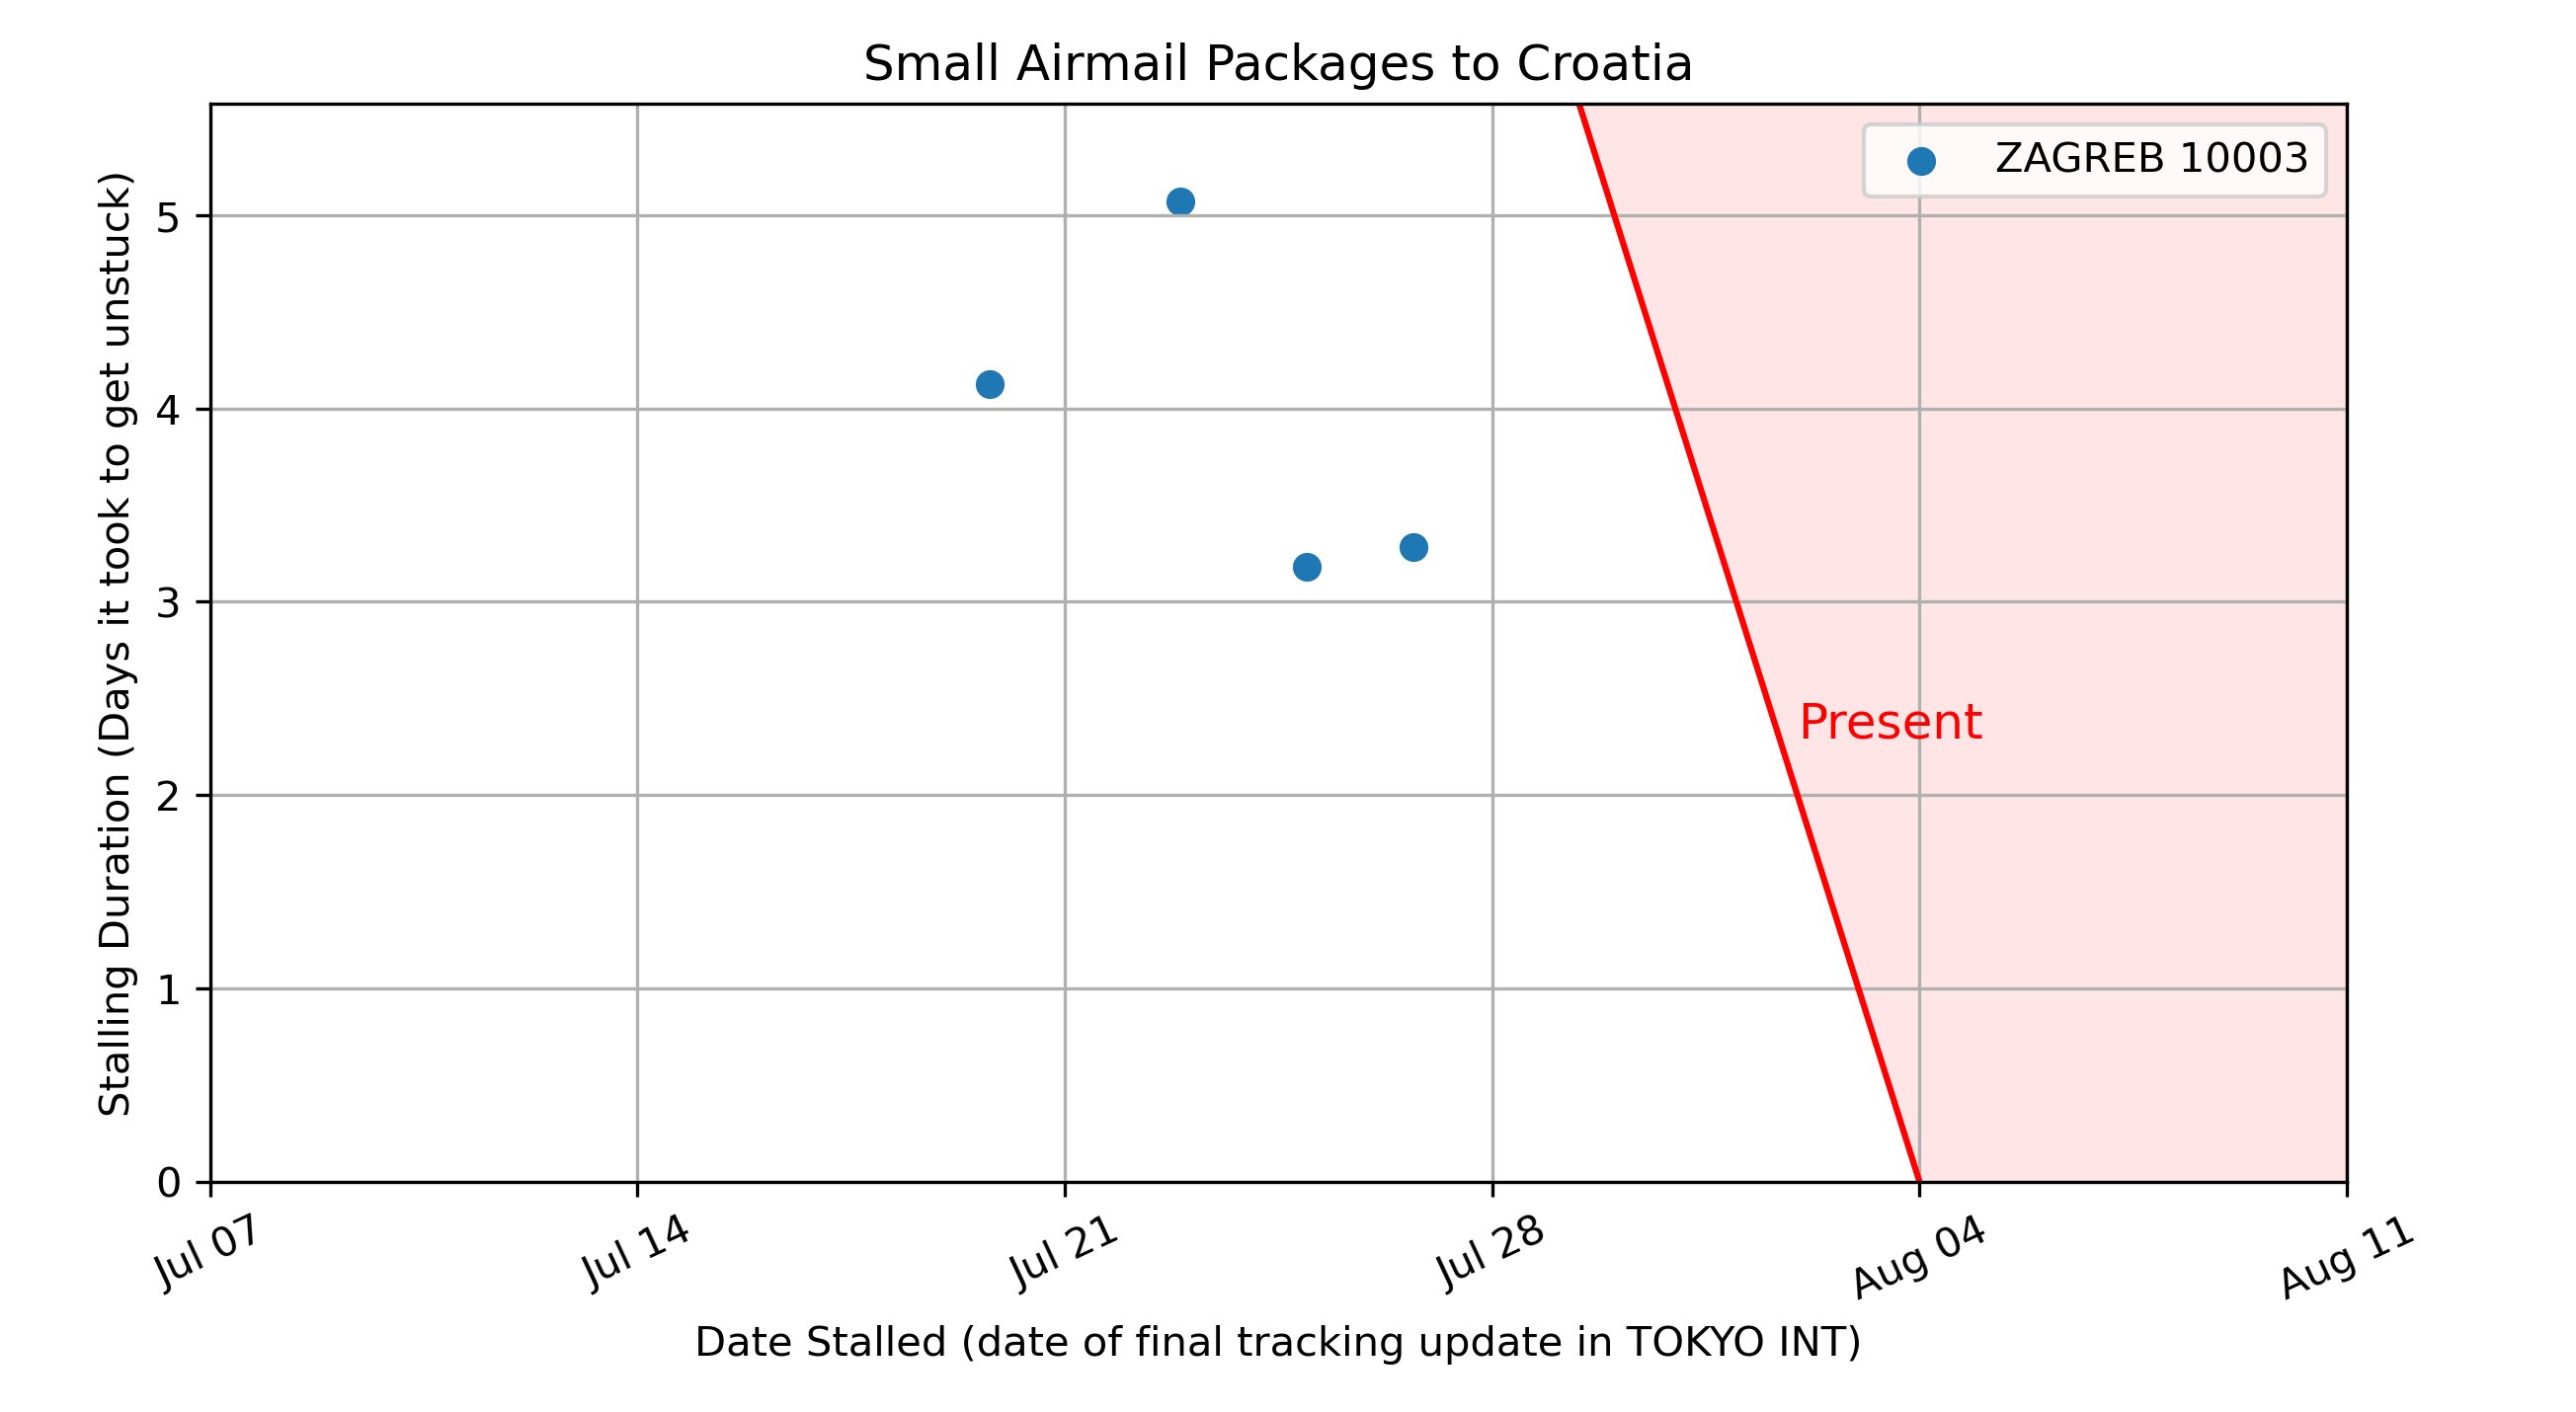 Small Airmail Packages to Croatia
Stalling Duration (Days it took to get unstuck)
5
4
3
2
1
0
ZAGREB 10003
Present
Jul 07
Jul 14
Jul 21
Jul 28
Aug 04
Aug 11
Date Stalled (date of final tracking update in TOKYO INT)